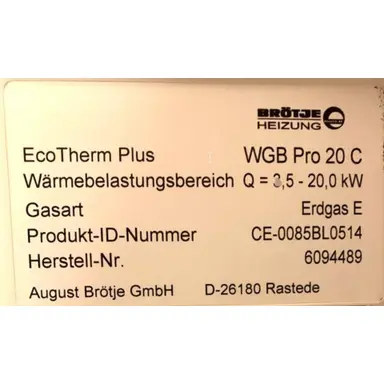 BRÖTJE
HEIZUNG
EcoTherm Plus WGB Pro 20 C
Wärmebelastungsbereich Q = 3,5 - 20,0 kW
Gasart Erdgas E
Produkt-ID-Nummer CE-0085BL0514
Herstell-Nr. 6094489
August Brötje GmbH D-26180 Rastede